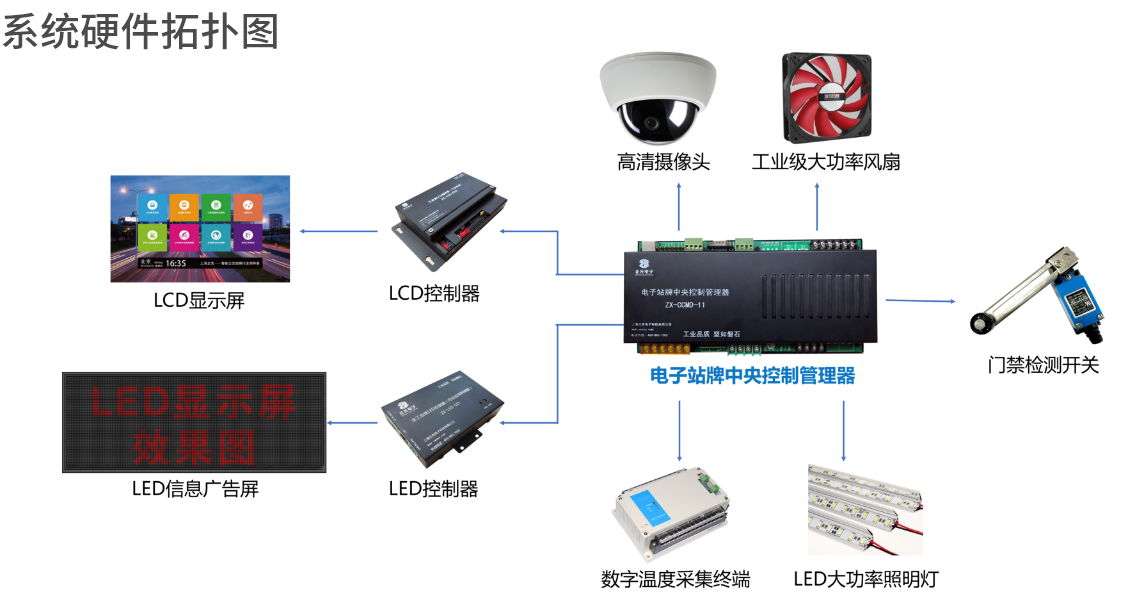 系统硬件拓扑图
高清摄像头
工业级大功率风扇
16:35
LCD显示屏
LCD控制器
电子站牌中央控制管理器
ZX-CCMD-11
工业品质 坚如磐石
电子站牌中央控制管理器
门禁检测开关
LED显示屏
效果图
LED信息广告屏
LED控制器
数字温度采集终端
LED大功率照明灯